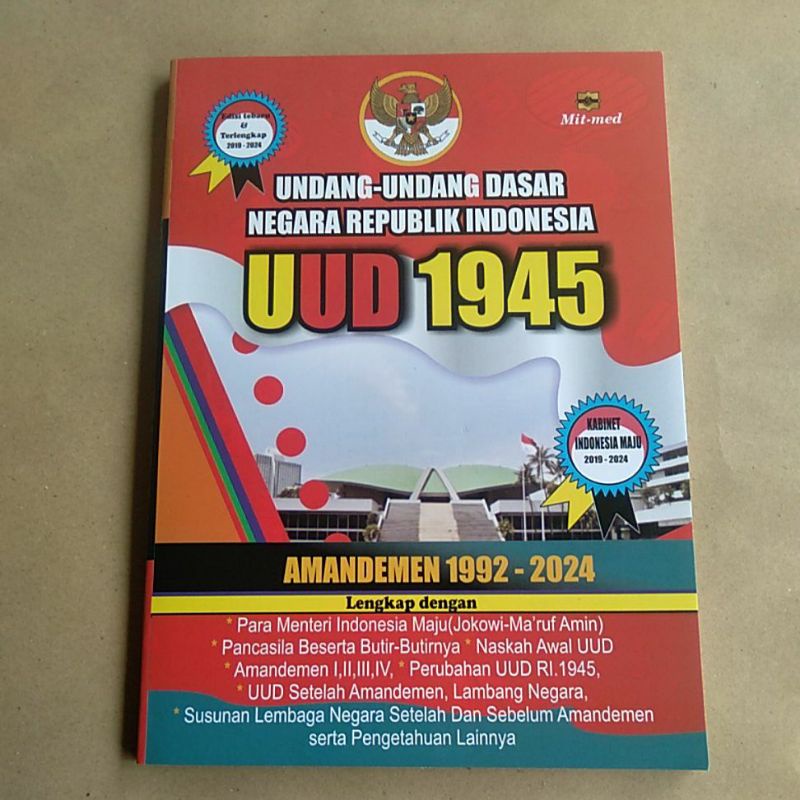 Edisi tebaru
&
Terlengkap
2019 - 2024
Mit-med
UNDANG-UNDANG DASAR
NEGARA REPUBLIK INDONESIA
UUD 1945
KABINET
INDONESIA MAJU
2019 - 2024
AMANDEMEN 1992 - 2024
Lengkap dengan
* Para Menteri Indonesia Maju(Jokowi-Ma'ruf Amin)
* Pancasila Beserta Butir-Butirnya * Naskah Awal UUD
* Amandemen I,II,III,IV, * Perubahan UUD RI.1945,
* UUD Setelah Amandemen, Lambang Negara,
* Susunan Lembaga Negara Setelah Dan Sebelum Amandemen
serta Pengetahuan Lainnya